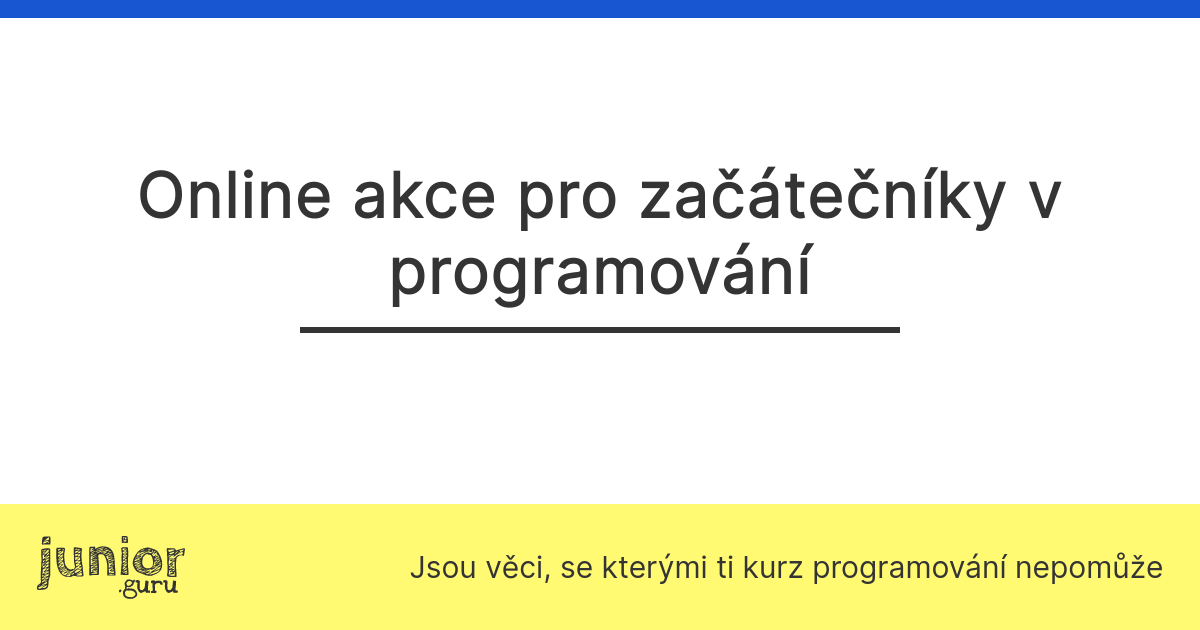 Online akce pro začátečníky v
programování
junior
.guru
Jsou věci, se kterými ti kurz programování nepomůže